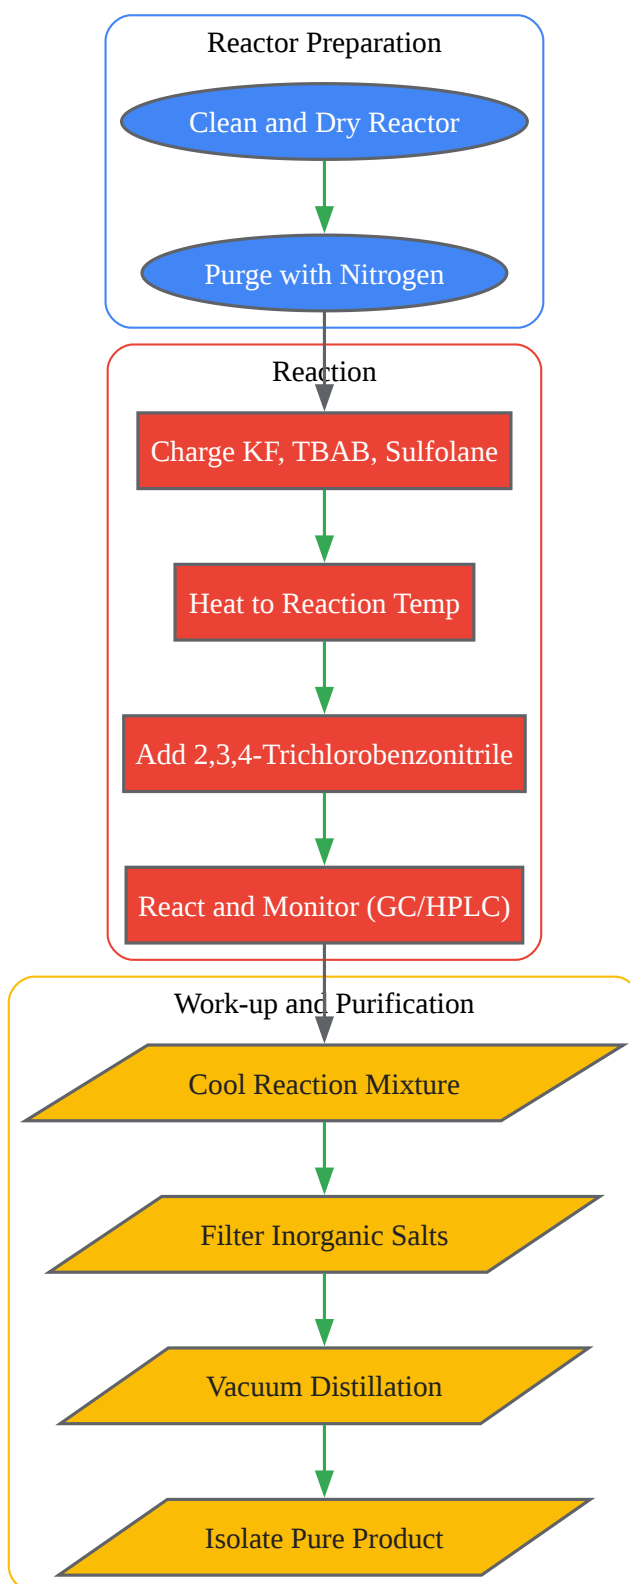 Reactor Preparation
Clean and Dry Reactor
Purge with Nitrogen
Reaction
Charge KF, TBAB, Sulfolane
Heat to Reaction Temp
Add 2,3,4-Trichlorobenzonitrile
React and Monitor (GC/HPLC)
Work-up and Purification
Cool Reaction Mixture
Filter Inorganic Salts
Vacuum Distillation
Isolate Pure Product